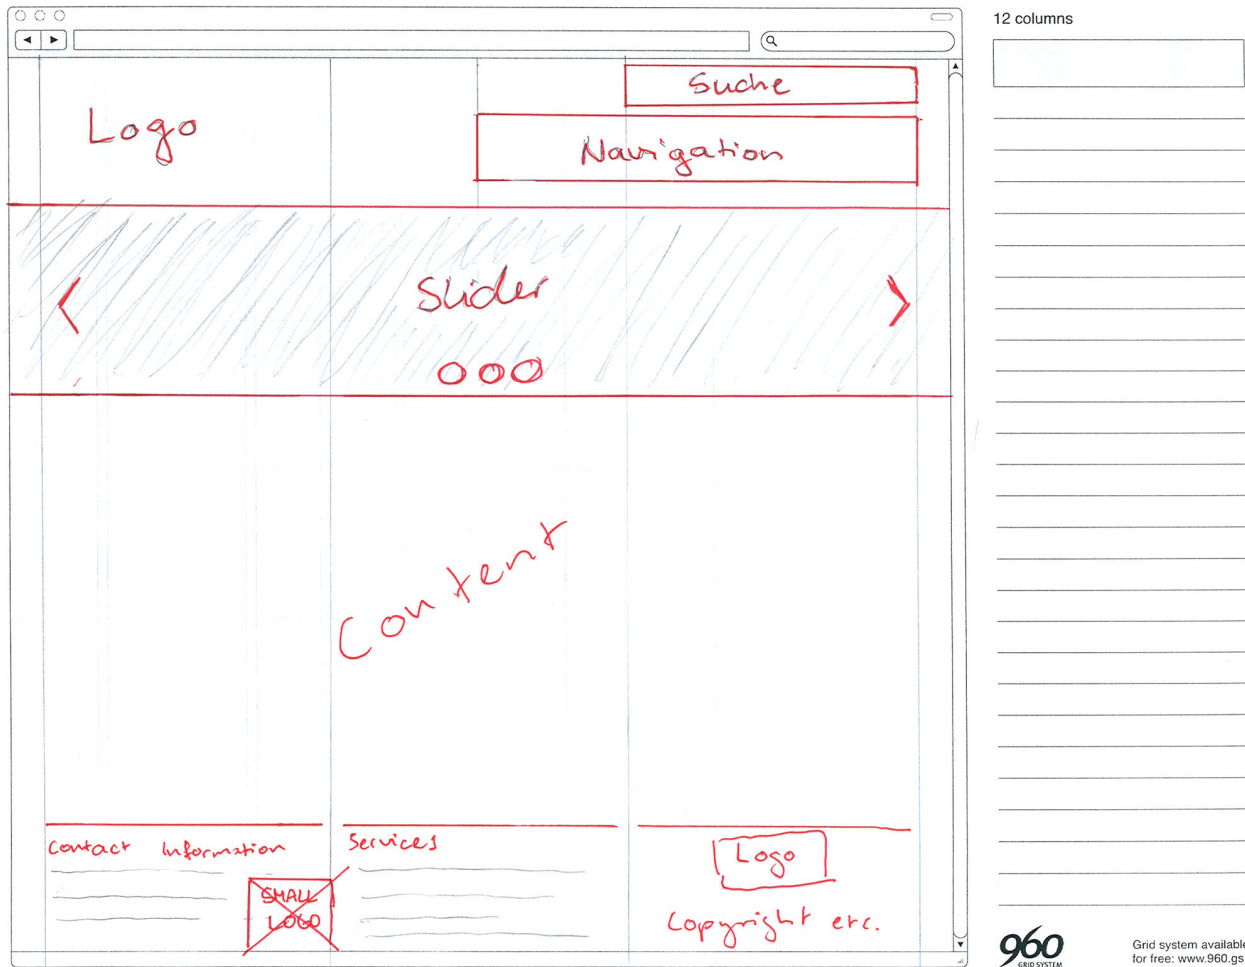 12 columns
Suche
Logo
Navigation
Slider
Content
Contact Information
Services
Logo
SMALL
LOGO
Copyright etc.
960
GRID SYSTEM
Grid system available
for free: www.960.gs